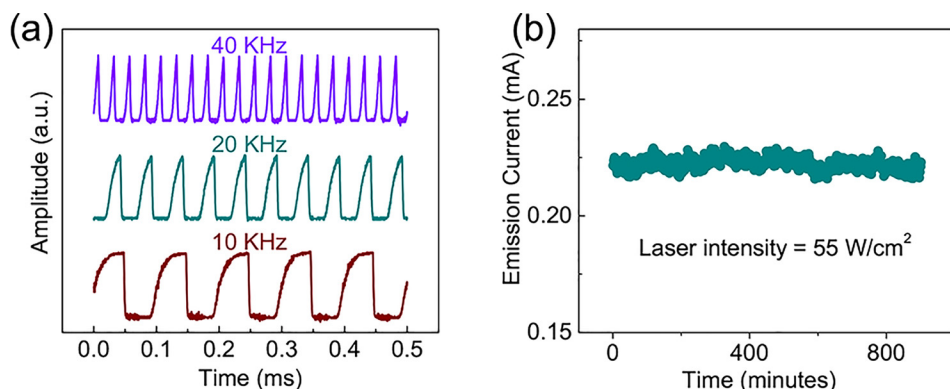 (a)
40 KHz
20 KHz
10 KHz
Amplitude (a.u.)
0.0 0.1 0.2 0.3 0.4 0.5
Time (ms)
(b)
Emission Current (mA)
0.25
0.20
0.15
Laser intensity = 55 W/cm²
0 400 800
Time (minutes)